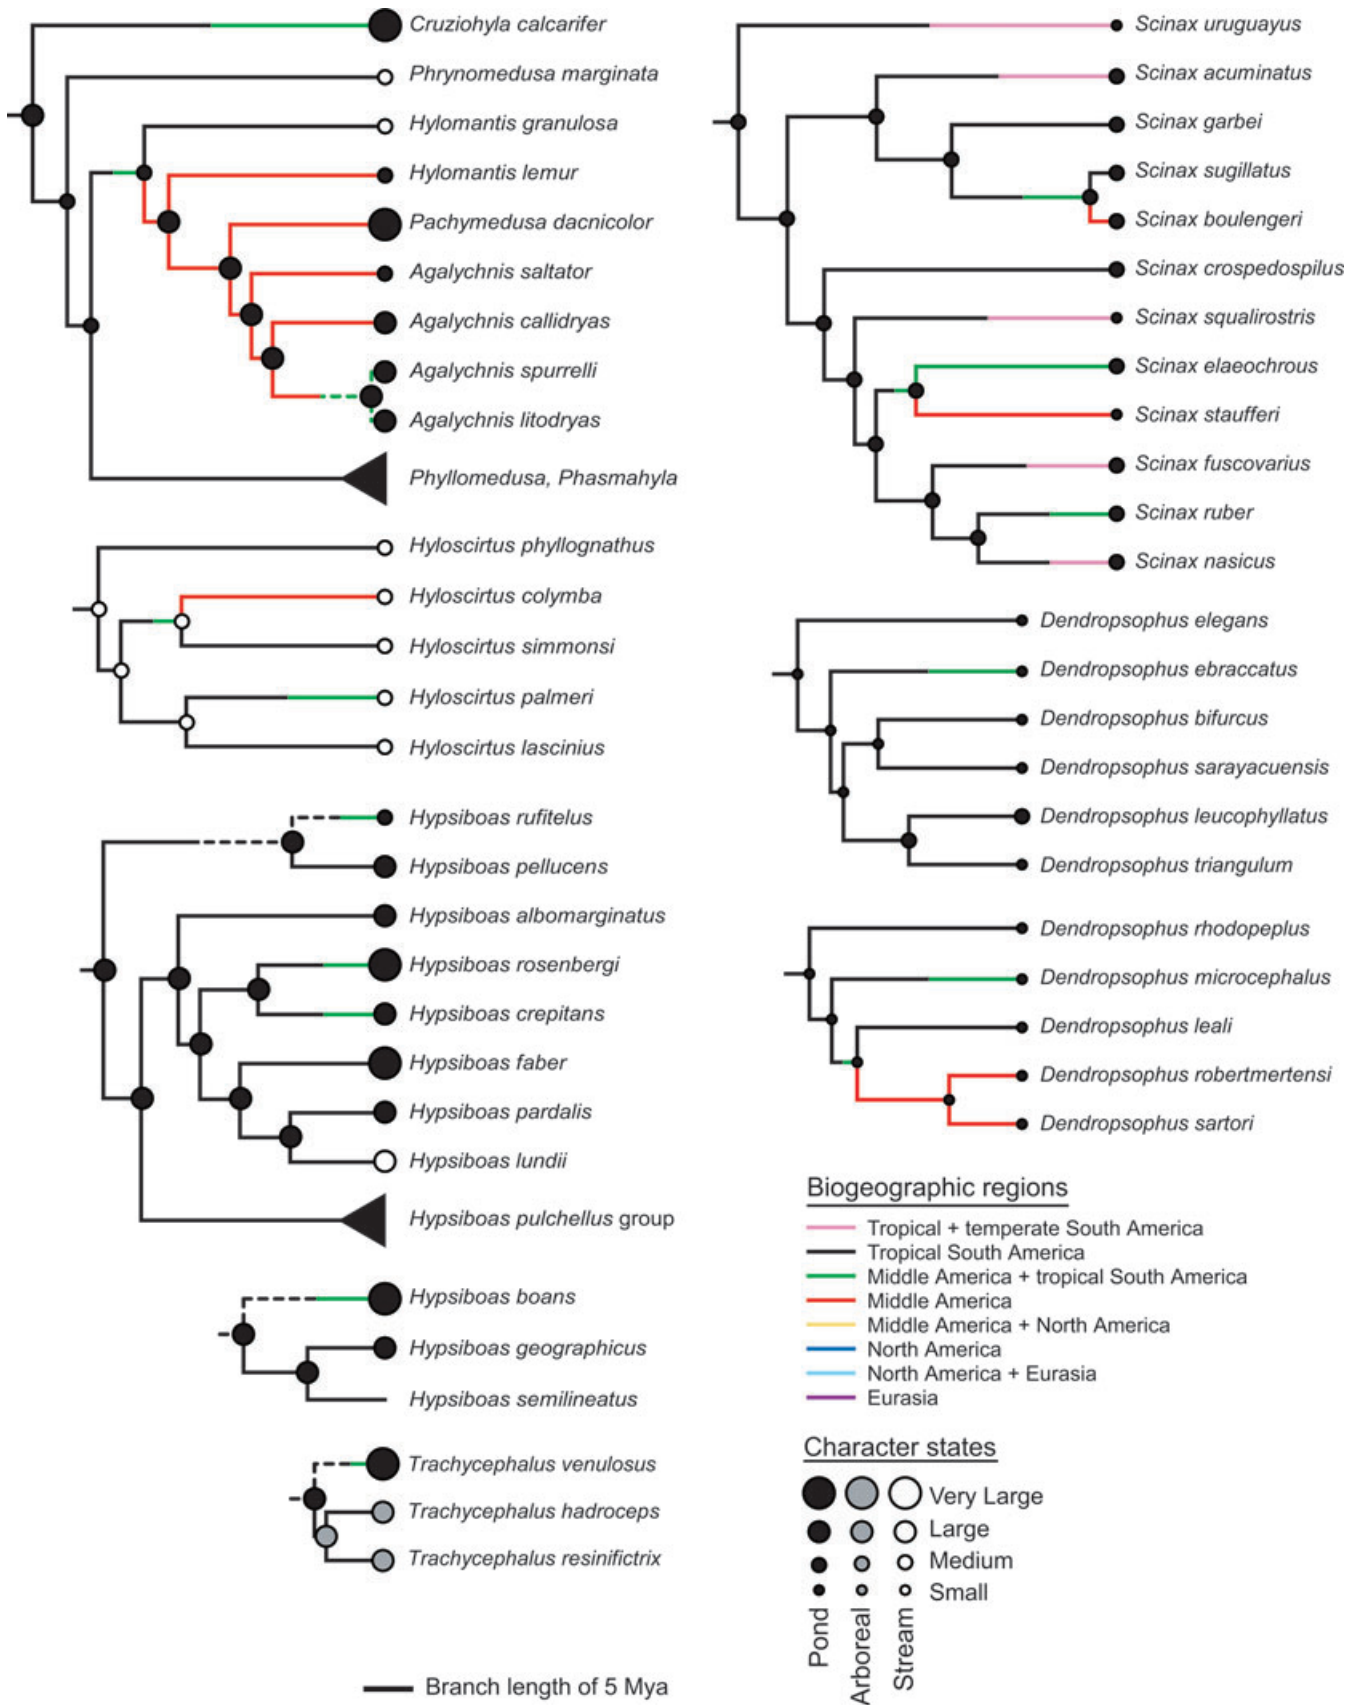 Cruziohyla calcarifer
Phrynomedusa marginata
Hylomantis granulosa
Hylomantis lemur
Pachymedusa dacnicolor
Agalychnis saltator
Agalychnis callidryas
Agalychnis spurrelli
Agalychnis litodryas
Phyllomedusa, Phasmahyla
Hyloscirtus phyllognathus
Hyloscirtus colymba
Hyloscirtus simmonsi
Hyloscirtus palmeri
Hyloscirtus lascinius
Hypsiboas rufitelus
Hypsiboas pellucens
Hypsiboas albomarginatus
Hypsiboas rosenbergi
Hypsiboas crepitans
Hypsiboas faber
Hypsiboas pardalis
Hypsiboas lundii
Hypsiboas pulchellus group
Hypsiboas boans
Hypsiboas geographicus
Hypsiboas semilineatus
Trachycephalus venulosus
Trachycephalus hadroceps
Trachycephalus resinifictrix
Branch length of 5 Mya
Scinax uruguayus
Scinax acuminatus
Scinax garbei
Scinax sugillatus
Scinax boulengeri
Scinax crospedospilus
Scinax squalirostris
Scinax elaeochrous
Scinax staufferi
Scinax fuscovarius
Scinax ruber
Scinax nasicus
Dendropsophus elegans
Dendropsophus ebraccatus
Dendropsophus bifurcus
Dendropsophus sarayacuensis
Dendropsophus leucophyllatus
Dendropsophus triangulum
Dendropsophus rhodopeplus
Dendropsophus microcephalus
Dendropsophus leali
Dendropsophus robertmertensi
Dendropsophus sartori
Biogeographic regions
Tropical + temperate South America
Tropical South America
Middle America + tropical South America
Middle America
Middle America + North America
North America
North America + Eurasia
Eurasia
Character states
Very Large
Large
Medium
Small
Pond
Arboreal
Stream